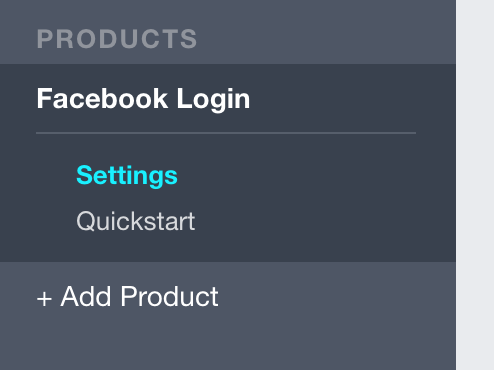 PRODUCTS
Facebook Login
Settings
Quickstart
+ Add Product